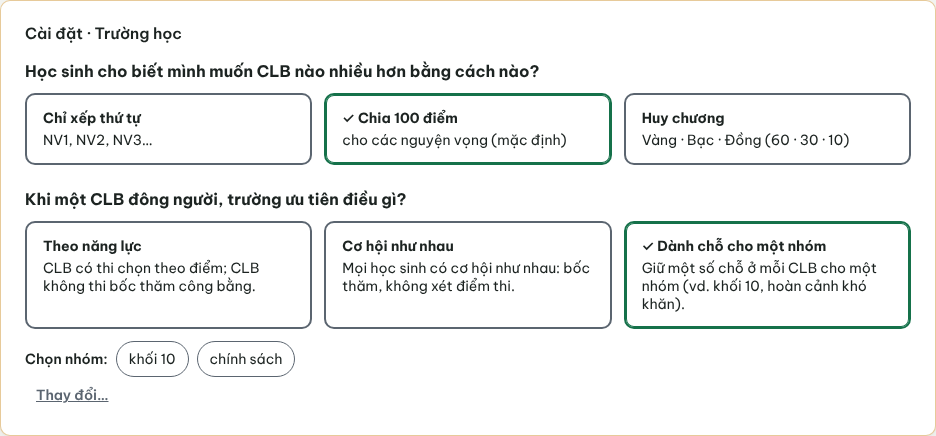 Cài đặt · Trường học
Học sinh cho biết mình muốn CLB nào nhiều hơn bằng cách nào?
Chỉ xếp thứ tự
NV1, NV2, NV3...
✓ Chia 100 điểm
cho các nguyện vọng (mặc định)
Huy chương
Vàng · Bạc · Đồng (60 · 30 · 10)
Khi một CLB đông người, trường ưu tiên điều gì?
Theo năng lực
CLB có thi chọn theo điểm; CLB
không thi bốc thăm công bằng.
Cơ hội như nhau
Mọi học sinh có cơ hội như nhau: bốc
thăm, không xét điểm thi.
✓ Dành chỗ cho một nhóm
Giữ một số chỗ ở mỗi CLB cho một
nhóm (vd. khối 10, hoàn cảnh khó
khăn).
Chọn nhóm: khối 10 chính sách
Thay đổi...